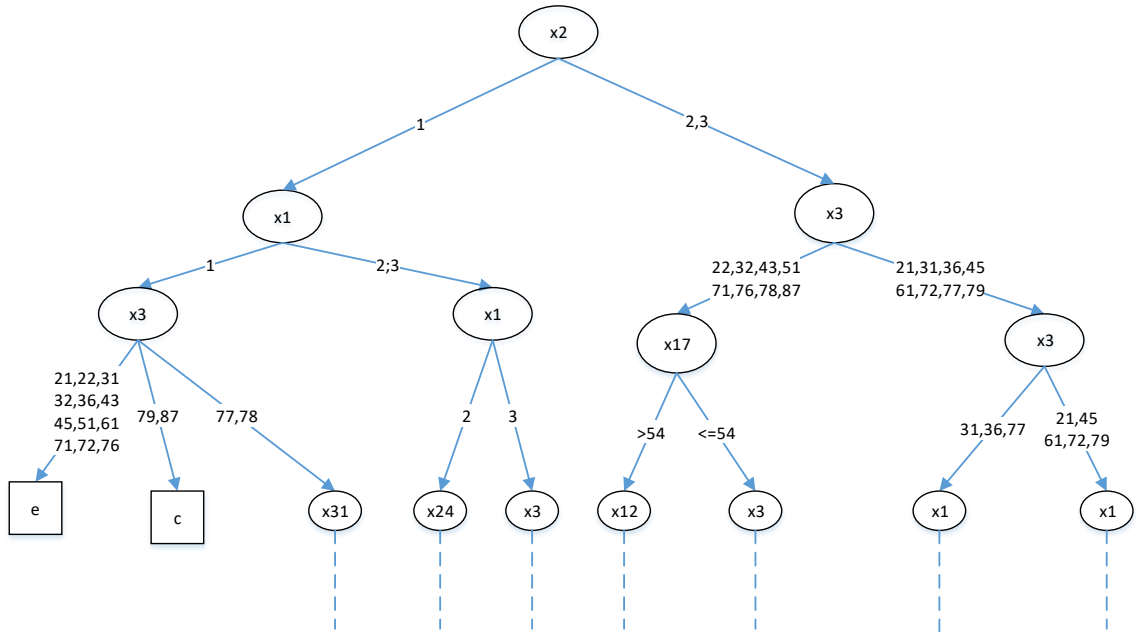 x2
1
2,3
x1
x3
1
2;3
22,32,43,51
71,76,78,87
21,31,36,45
61,72,77,79
x3
x1
x17
x3
21,22,31
32,36,43
45,51,61
71,72,76
79,87
77,78
2
3
>54
<=54
31,36,77
21,45
61,72,79
e
c
x31
x24
x3
x12
x3
x1
x1